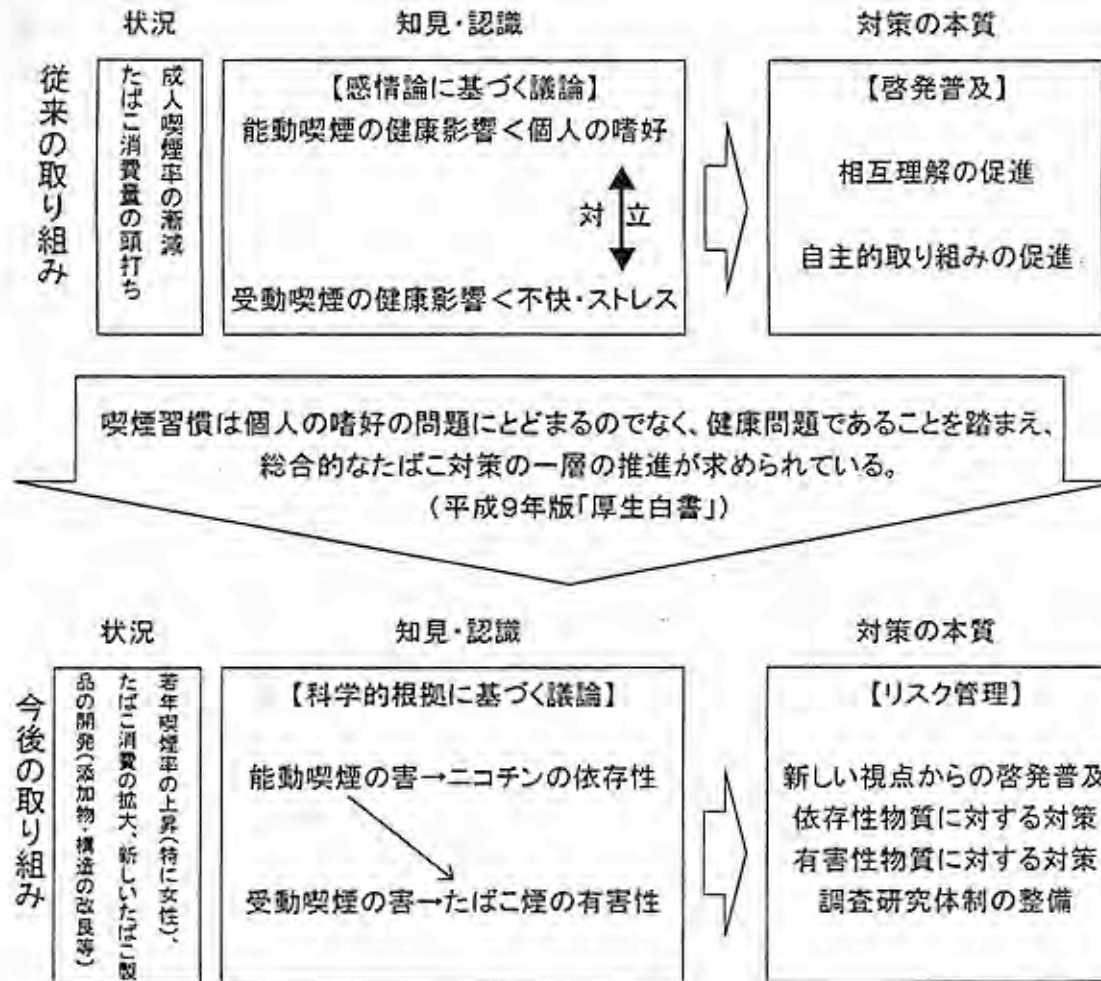 状況
知見・認識
対策の本質
従来の取り組み
成人喫煙率の漸減
たばこ消費量の頭打ち
【感情論に基づく議論】
能動喫煙の健康影響＜個人の嗜好
対立
受動喫煙の健康影響＜不快・ストレス
【啓発普及】
相互理解の促進
自主的取り組みの促進
喫煙習慣は個人の嗜好の問題にとどまるのでなく、健康問題であることを踏まえ、
総合的なたばこ対策の一層の推進が求められている。
（平成9年版「厚生白書」）
状況
知見・認識
対策の本質
今後の取り組み
若年喫煙率の上昇（特に女性）、
たばこ消費の拡大、新しいたばこ製
品の開発（添加物・構造の改良等）
【科学的根拠に基づく議論】
能動喫煙の害→ニコチンの依存性
受動喫煙の害→たばこ煙の有害性
【リスク管理】
新しい視点からの啓発普及
依存性物質に対する対策
有害性物質に対する対策
調査研究体制の整備